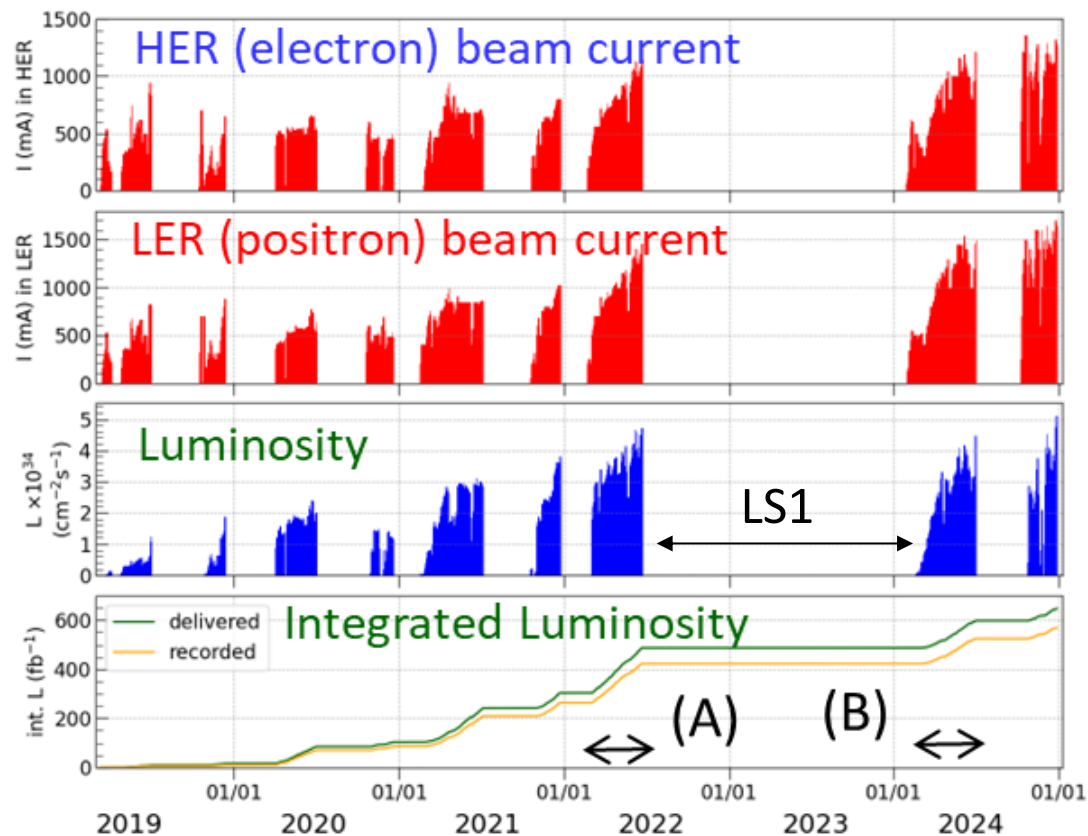 1500
HER (electron) beam current
1000
500
0
I (mA) in HER
LER (positron) beam current
1500
1000
500
0
I (mA) in LER
Luminosity
5
4
3
2
1
0
L ×10³⁴
(cm⁻²s⁻¹)
LS1
delivered
recorded
Integrated Luminosity
600
400
200
0
int. L (fb⁻¹)
(A)
(B)
01/01 01/01 01/01 01/01 01/01 01/01
2019 2020 2021 2022 2023 2024